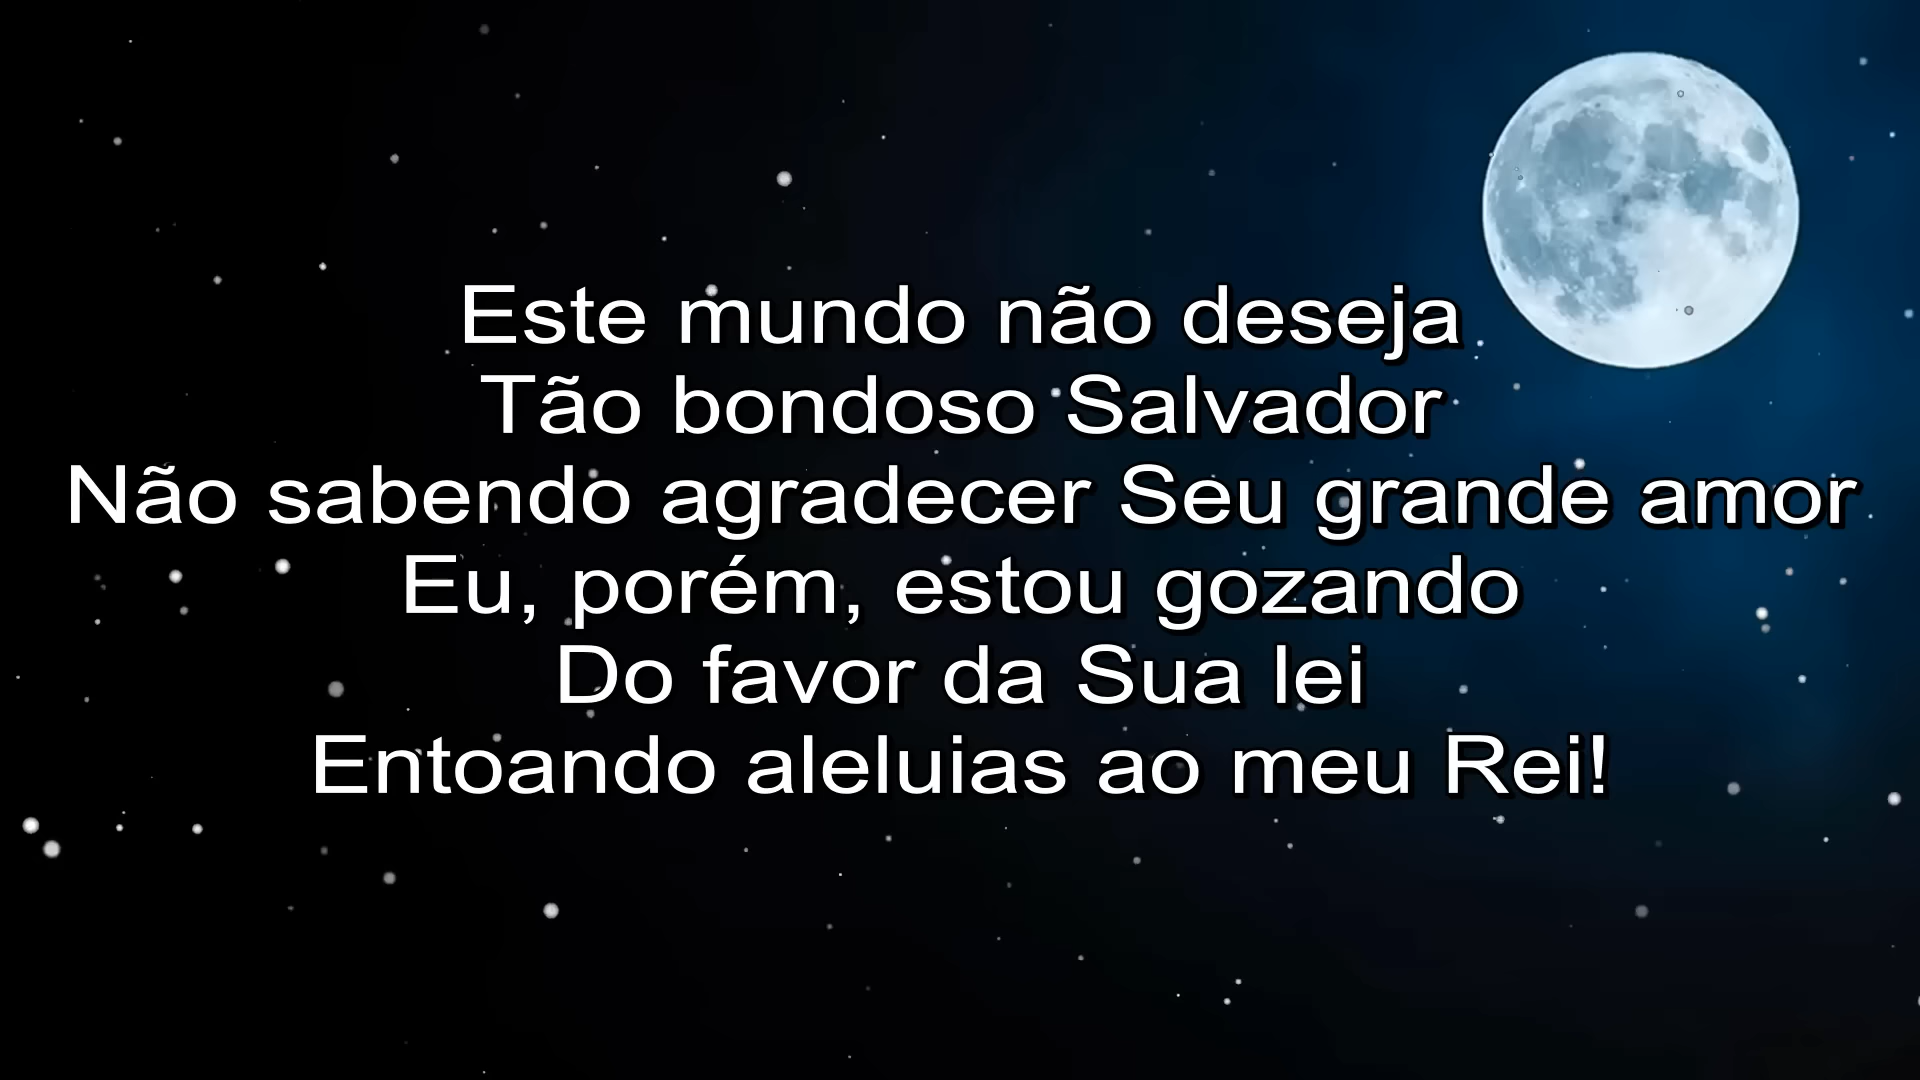 Este mundo não deseja
Tão bondoso Salvador
Não sabendo agradecer Seu grande amor
Eu, porém, estou gozando
Do favor da Sua lei
Entoando aleluias ao meu Rei!